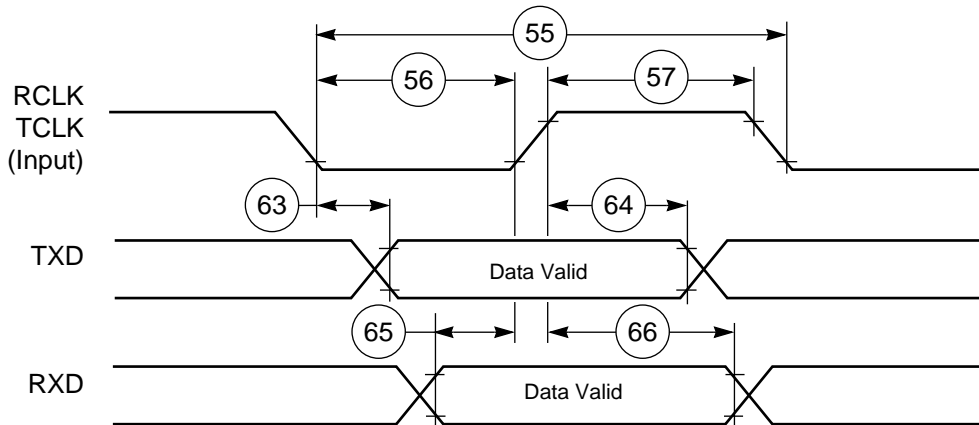 55
56
57
RCLK
TCLK
(Input)
63
64
TXD
Data Valid
65
66
RXD
Data Valid